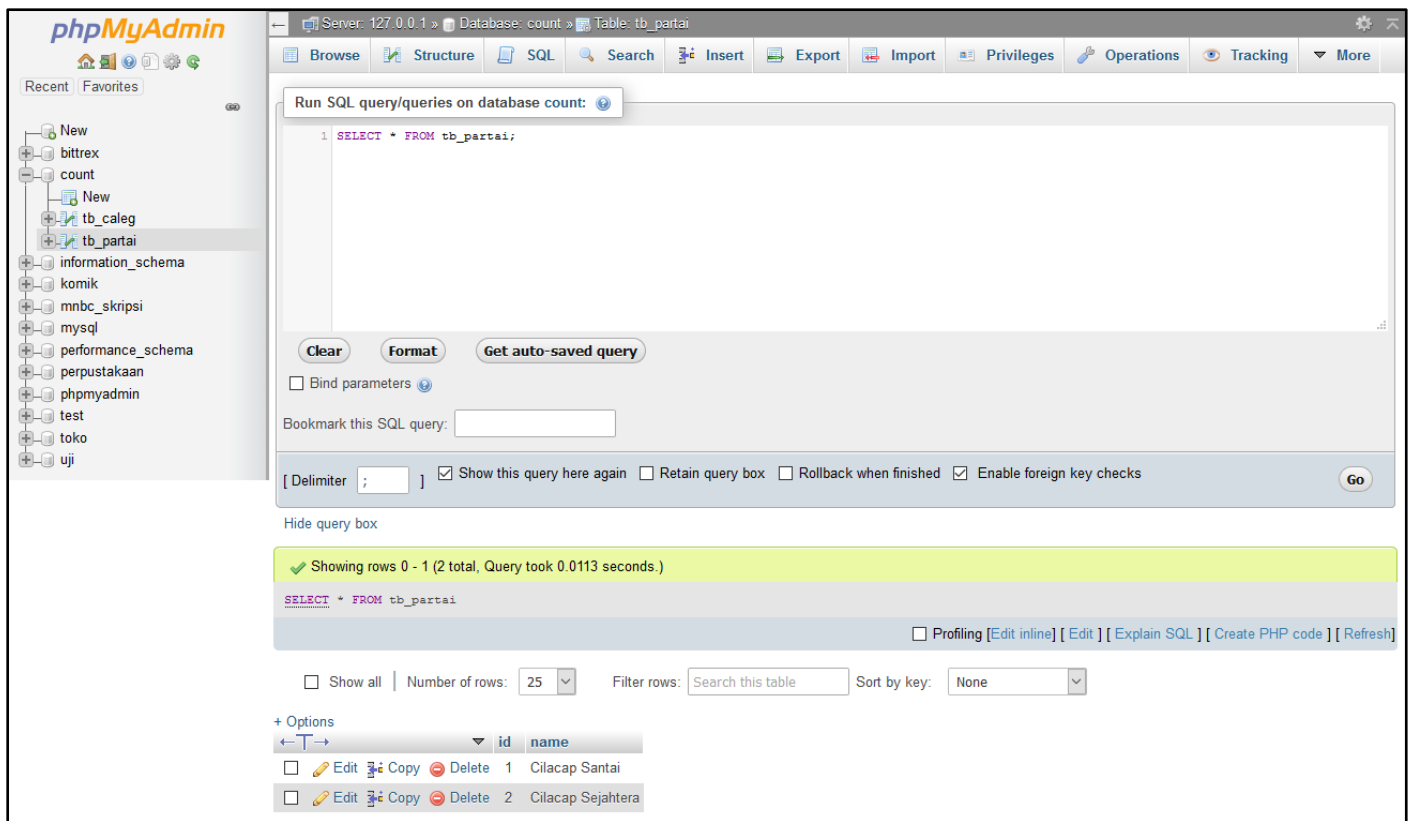 phpMyAdmin
Recent Favorites
New
bittrex
count
New
tb_caleg
tb_partai
information_schema
komik
mnbc_skripsi
mysql
performance_schema
perpustakaan
phpmyadmin
test
toko
uji
← Server: 127.0.0.1 » Database: count » Table: tb_partai
Browse Structure SQL Search Insert Export Import Privileges Operations Tracking More
Run SQL query/queries on database count:
1 SELECT * FROM tb_partai;
Clear Format Get auto-saved query
Bind parameters
Bookmark this SQL query:
[ Delimiter ; ] Show this query here again Retain query box Rollback when finished Enable foreign key checks Go
Hide query box
Showing rows 0 - 1 (2 total, Query took 0.0113 seconds.)
SELECT * FROM tb_partai
Profiling [Edit inline] [ Edit ] [ Explain SQL ] [ Create PHP code ] [ Refresh]
Show all | Number of rows: 25 Filter rows: Search this table Sort by key: None
+ Options
←T→ id name
Edit Copy Delete 1 Cilacap Santai
Edit Copy Delete 2 Cilacap Sejahtera